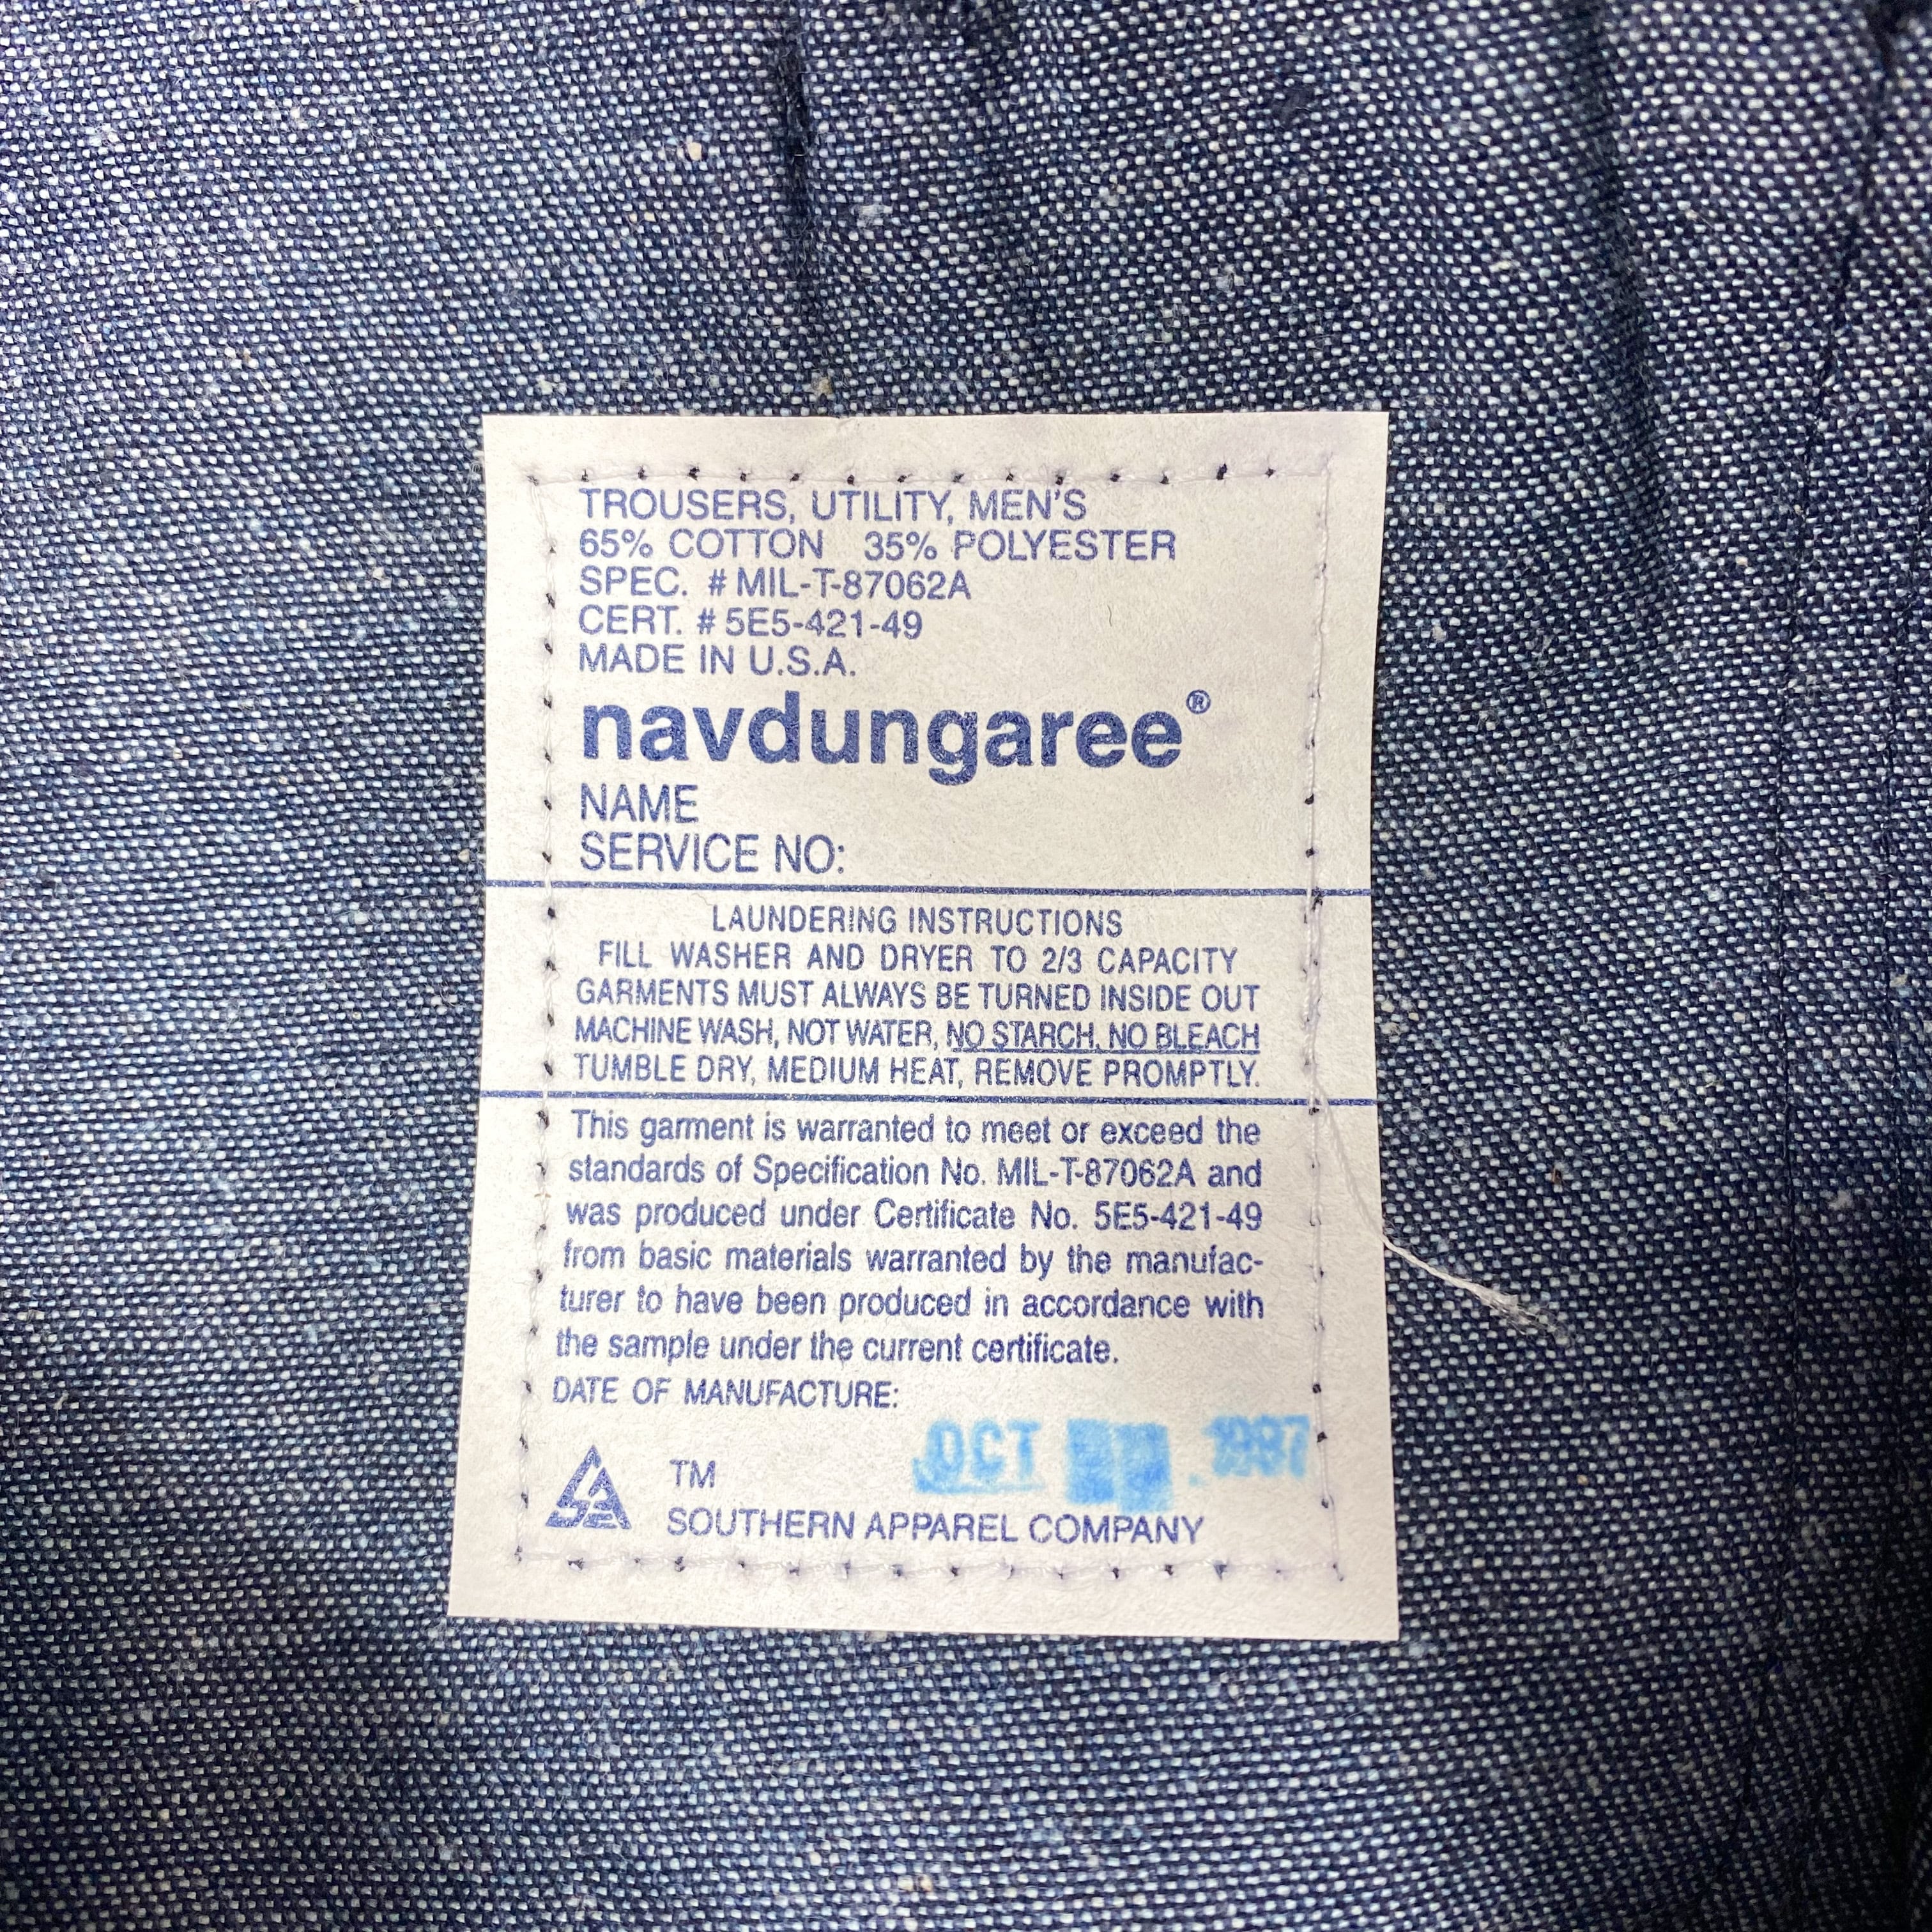 TROUSERS, UTILITY, MEN'S
65% COTTON 35% POLYESTER
SPEC. # MIL-T-87062A
CERT. # 5E5-421-49
MADE IN U.S.A.
navdungaree®
NAME
SERVICE NO:
LAUNDERING INSTRUCTIONS
FILL WASHER AND DRYER TO 2/3 CAPACITY
GARMENTS MUST ALWAYS BE TURNED INSIDE OUT
MACHINE WASH, NOT WATER, NO STARCH, NO BLEACH
TUMBLE DRY, MEDIUM HEAT, REMOVE PROMPTLY.
This garment is warranted to meet or exceed the
standards of Specification No. MIL-T-87062A and
was produced under Certificate No. 5E5-421-49
from basic materials warranted by the manufac-
turer to have been produced in accordance with
the sample under the current certificate.
DATE OF MANUFACTURE:
OCT
TM
SOUTHERN APPAREL COMPANY